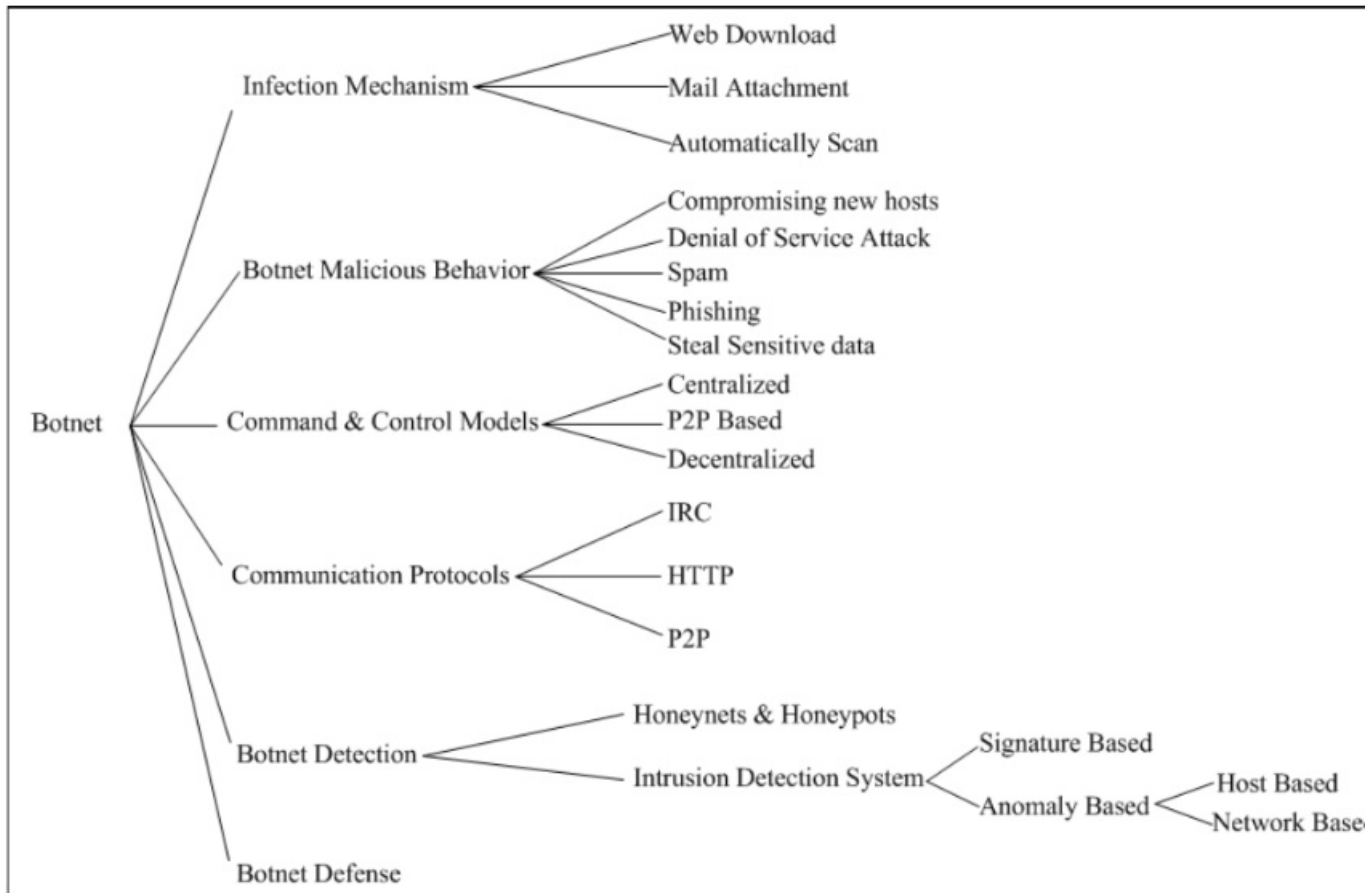 Botnet
Infection Mechanism
Web Download
Mail Attachment
Automatically Scan
Botnet Malicious Behavior
Compromising new hosts
Denial of Service Attack
Spam
Phishing
Steal Sensitive data
Command & Control Models
Centralized
P2P Based
Decentralized
Communication Protocols
IRC
HTTP
P2P
Botnet Detection
Honeynets & Honeypots
Intrusion Detection System
Signature Based
Anomaly Based
Host Based
Network Based
Botnet Defense